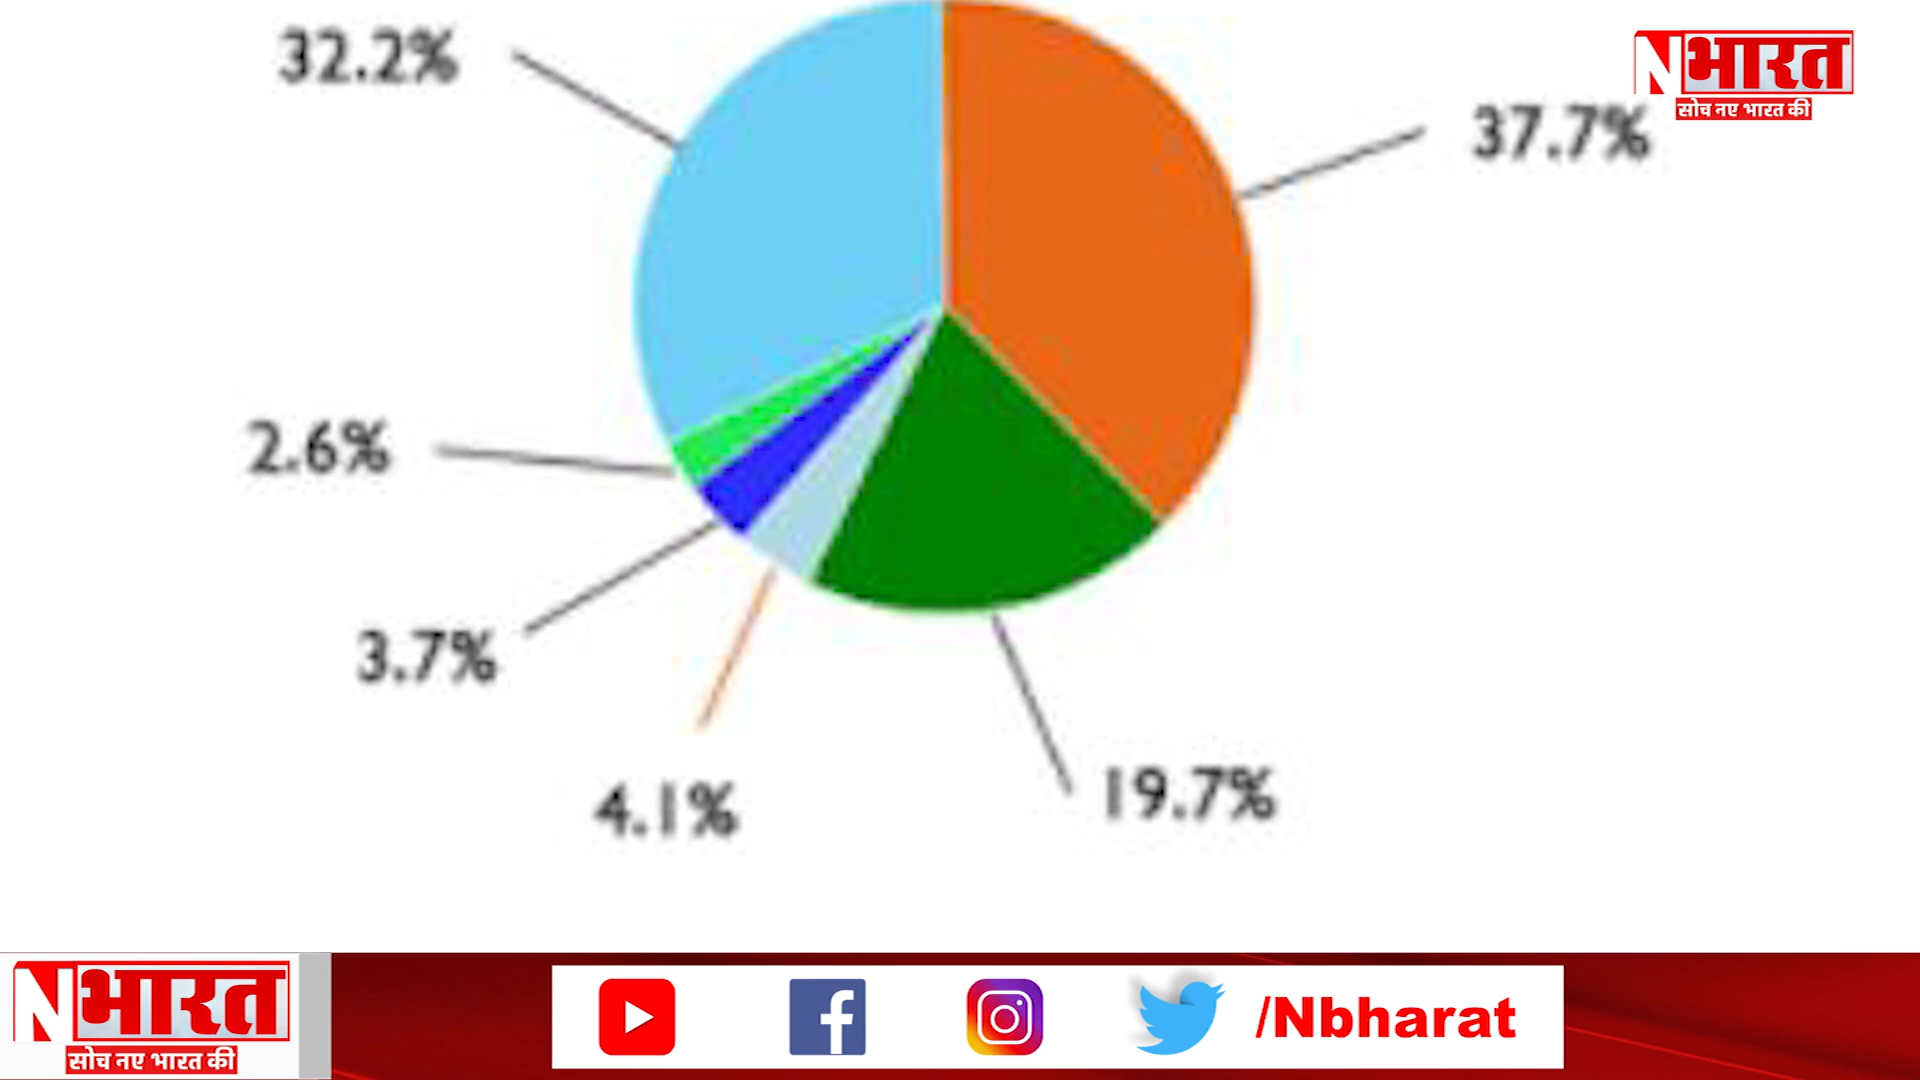 32.2%
37.7%
Nभारत
सोच नए भारत की
2.6%
3.7%
4.1%
19.7%
Nभारत
सोच नए भारत की
/Nbharat